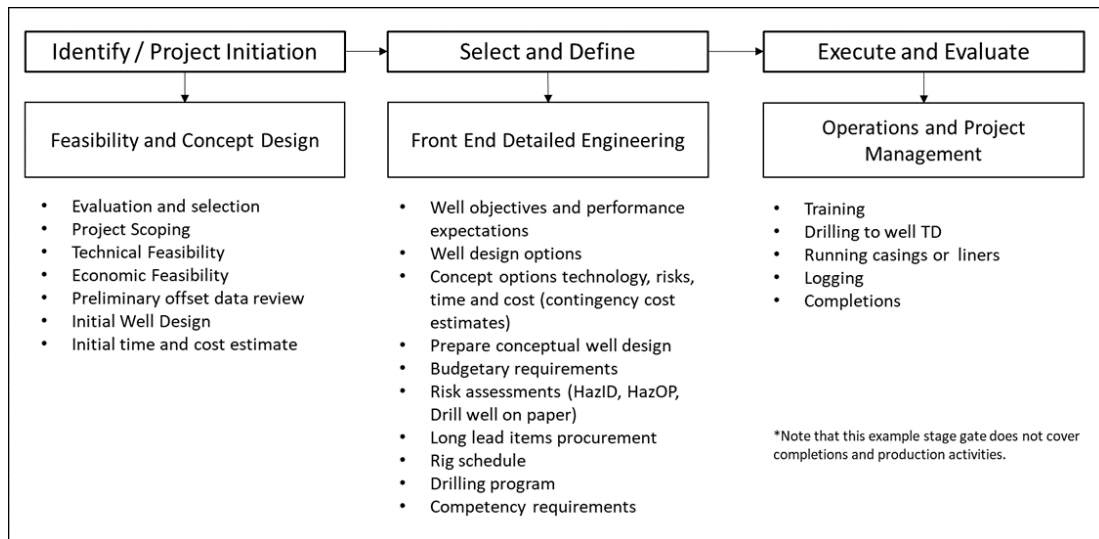 Identify / Project Initiation
Select and Define
Execute and Evaluate
Feasibility and Concept Design
Front End Detailed Engineering
Operations and Project
Management
• Evaluation and selection
• Project Scoping
• Technical Feasibility
• Economic Feasibility
• Preliminary offset data review
• Initial Well Design
• Initial time and cost estimate
• Well objectives and performance
expectations
• Well design options
• Concept options technology, risks,
time and cost (contingency cost
estimates)
• Prepare conceptual well design
• Budgetary requirements
• Risk assessments (HazID, HazOP,
Drill well on paper)
• Long lead items procurement
• Rig schedule
• Drilling program
• Competency requirements
• Training
• Drilling to well TD
• Running casings or liners
• Logging
• Completions
*Note that this example stage gate does not cover
completions and production activities.